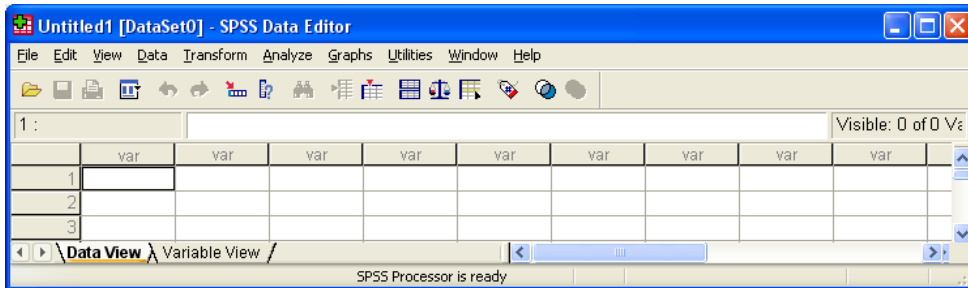 Untitled1 [DataSet0] - SPSS Data Editor
File Edit View Data Transform Analyze Graphs Utilities Window Help
1 : Visible: 0 of 0 Va
var var var var var var var var var
1
2
3
Data View Variable View
SPSS Processor is ready